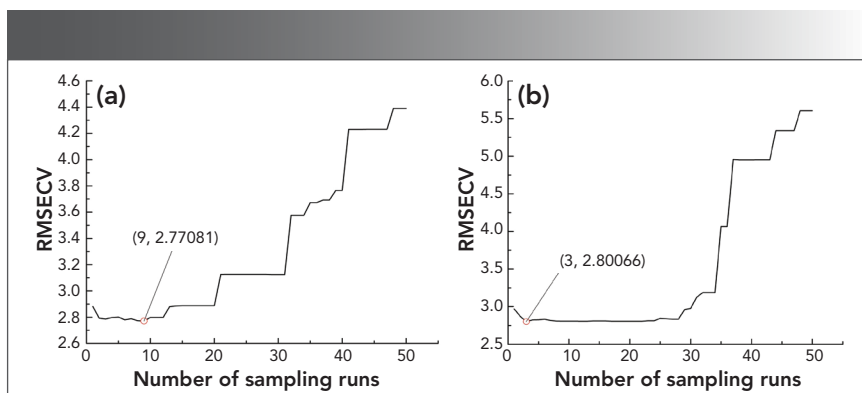 (a)
4.6
4.4
4.2
4.0
3.8
3.6
3.4
3.2
3.0
2.8
2.6
RMSECV
(9, 2.77081)
0 10 20 30 40 50
Number of sampling runs
(b)
6.0
5.5
5.0
4.5
4.0
3.5
3.0
2.5
RMSECV
(3, 2.80066)
0 10 20 30 40 50
Number of sampling runs